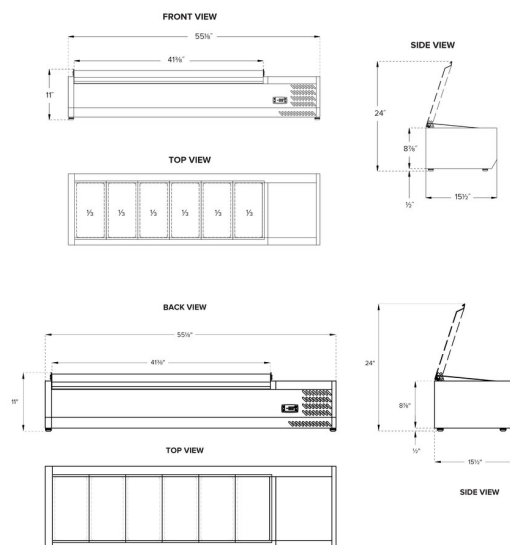 FRONT VIEW
55⅛″
41⅜″
11″
SIDE VIEW
24″
8⅞″
½″
15½″
TOP VIEW
⅓ ⅓ ⅓ ⅓ ⅓ ⅓
BACK VIEW
55⅛"
41⅜"
11"
24"
8⅞"
½"
15½"
TOP VIEW
SIDE VIEW